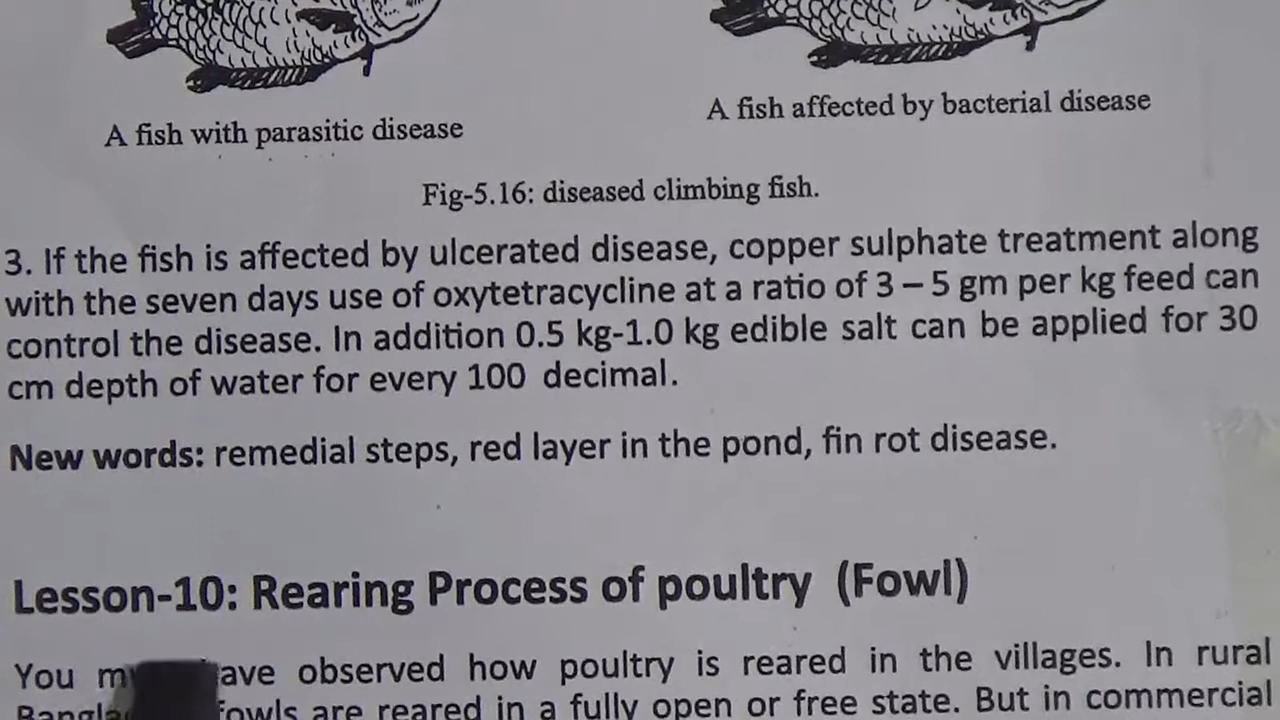 A fish with parasitic disease
A fish affected by bacterial disease
Fig-5.16: diseased climbing fish.
3. If the fish is affected by ulcerated disease, copper sulphate treatment along
with the seven days use of oxytetracycline at a ratio of 3 – 5 gm per kg feed can
control the disease. In addition 0.5 kg-1.0 kg edible salt can be applied for 30
cm depth of water for every 100 decimal.
New words: remedial steps, red layer in the pond, fin rot disease.
Lesson-10: Rearing Process of poultry (Fowl)
You observed how poultry is reared in the villages. In rural
fowls are reared in a fully open or free state. But in commercial